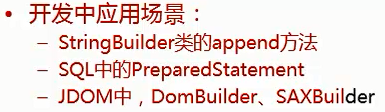 • 开发中应用场景：
– StringBuilder类的append方法
– SQL中的PreparedStatement
– JDOM中，DomBuilder、SAXBuilder